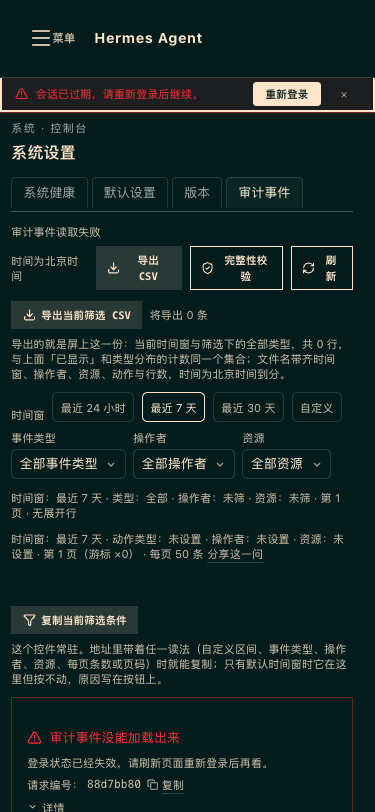 菜单 Hermes Agent
会话已过期，请重新登录后继续。 重新登录 ×
系统 · 控制台
系统设置
系统健康 默认设置 版本 审计事件
审计事件读取失败
时间为北京时
间
导出
CSV
完整性校
验
刷
新
导出当前筛选 CSV 将导出 0 条
导出的就是屏上这一份：当前时间窗与筛选下的全部类型，共 0 行，
与上面「已显示」和类型分布的计数同一个集合；文件名带齐时间
窗、操作者、资源、动作与行数，时间为北京时间到分。
时间窗 最近 24 小时 最近 7 天 最近 30 天 自定义
事件类型 操作者 资源
全部事件类型 全部操作者 全部资源
时间窗：最近 7 天 · 类型：全部 · 操作者：未筛 · 资源：未筛 · 第 1
页 · 无展开行
时间窗：最近 7 天 · 动作类型：未设置 · 操作者：未设置 · 资源：未
设置 · 第 1 页（游标 ×0） · 每页 50 条 分享这一问
复制当前筛选条件
这个控件常驻。地址里带着任一读法（自定义区间、事件类型、操作
者、资源、每页条数或页码）时就能复制；只有默认时间窗时它在这
里但按不动，原因写在按钮上。
审计事件没能加载出来
登录状态已经失效，请刷新页面重新登录后再看。
请求编号： 88d7bb80 复制
详情